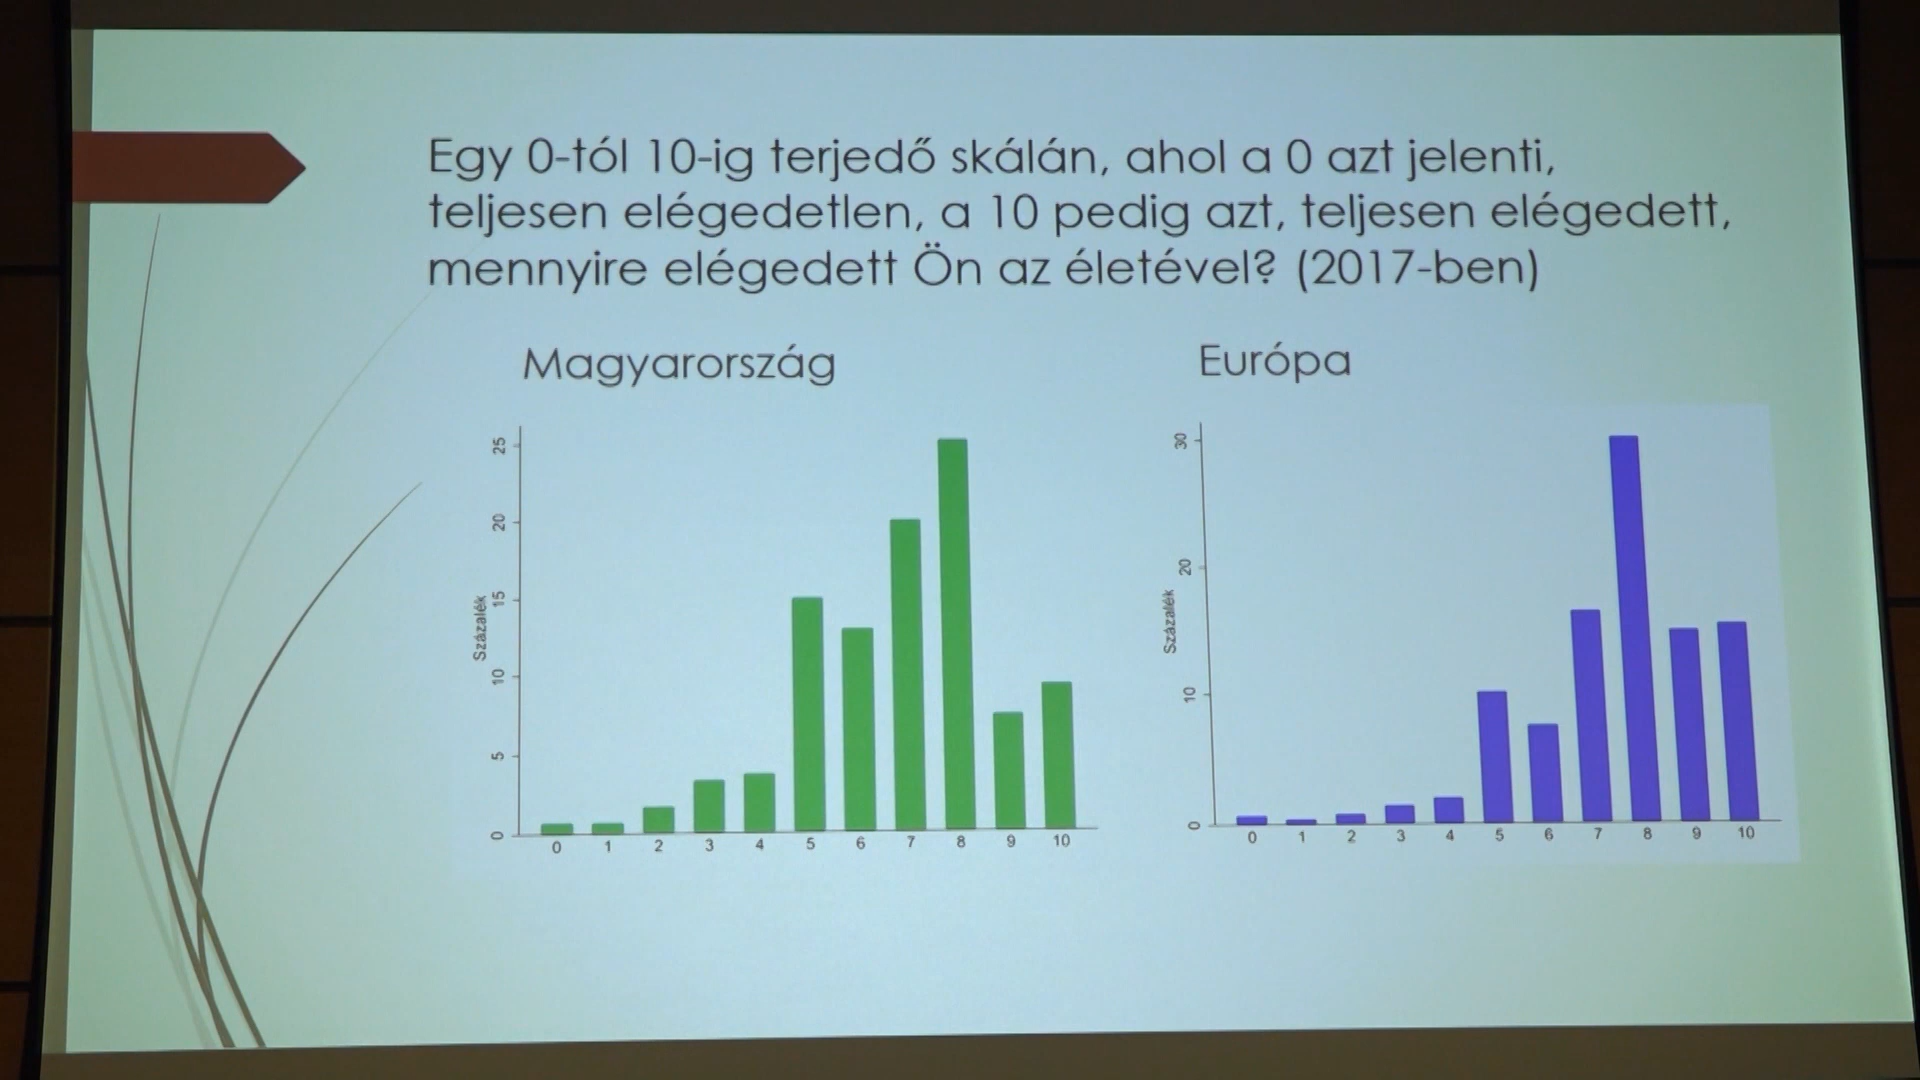 Egy 0-tól 10-ig terjedő skálán, ahol a 0 azt jelenti,
teljesen elégedetlen, a 10 pedig azt, teljesen elégedett,
mennyire elégedett Ön az életével? (2017-ben)
Magyarország
Európa
Százalék
25
20
15
10
5
0
0 1 2 3 4 5 6 7 8 9 10
Százalék
30
20
10
0
0 1 2 3 4 5 6 7 8 9 10